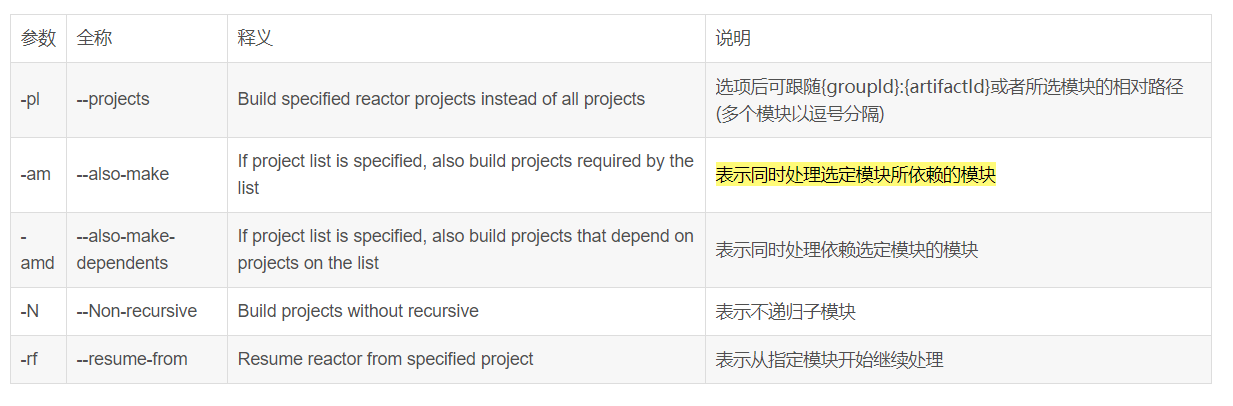 参数 全称 释义 说明
-pl --projects Build specified reactor projects instead of all projects 选项后可跟随{groupId}:{artifactId}或者所选模块的相对路径
(多个模块以逗号分隔)
-am --also-make If project list is specified, also build projects required by the
list
表示同时处理选定模块所依赖的模块
-
amd
--also-make-
dependents
If project list is specified, also build projects that depend on
projects on the list
表示同时处理依赖选定模块的模块
-N --Non-recursive Build projects without recursive 表示不递归子模块
-rf --resume-from Resume reactor from specified project 表示从指定模块开始继续处理